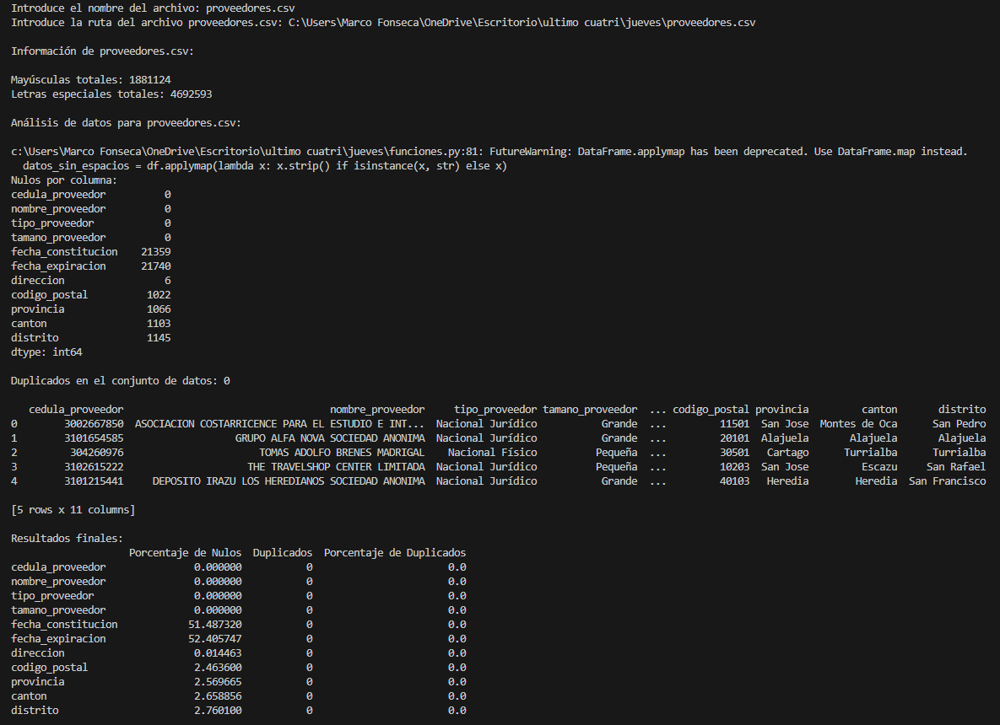 Introduce el nombre del archivo: proveedores.csv
Introduce la ruta del archivo proveedores.csv: C:\Users\Marco Fonseca\OneDrive\Escritorio\ultimo cuatri\jueves\proveedores.csv
Información de proveedores.csv:
Mayúsculas totales: 1881124
Letras especiales totales: 4692593
Análisis de datos para proveedores.csv:
c:\Users\Marco Fonseca\OneDrive\Escritorio\ultimo cuatri\jueves\funciones.py:81: FutureWarning: DataFrame.applymap has been deprecated. Use DataFrame.map instead.
  datos_sin_espacios = df.applymap(lambda x: x.strip() if isinstance(x, str) else x)
Nulos por columna:
cedula_proveedor 0
nombre_proveedor 0
tipo_proveedor 0
tamano_proveedor 0
fecha_constitucion 21359
fecha_expiracion 21740
direccion 6
codigo_postal 1022
provincia 1066
canton 1103
distrito 1145
dtype: int64
Duplicados en el conjunto de datos: 0
cedula_proveedor nombre_proveedor tipo_proveedor tamano_proveedor ... codigo_postal provincia canton distrito
0 3002667850 ASOCIACION COSTARRICENCE PARA EL ESTUDIO E INT... Nacional Jurídico Grande ... 11501 San Jose Montes de Oca San Pedro
1 3101654585 GRUPO ALFA NOVA SOCIEDAD ANONIMA Nacional Jurídico Grande ... 20101 Alajuela Alajuela Alajuela
2 304260976 TOMAS ADOLFO BRENES MADRIGAL Nacional Físico Pequeña ... 30501 Cartago Turrialba Turrialba
3 3102615222 THE TRAVELSHOP CENTER LIMITADA Nacional Jurídico Pequeña ... 10203 San Jose Escazu San Rafael
4 3101215441 DEPOSITO IRAZU LOS HEREDIANOS SOCIEDAD ANONIMA Nacional Jurídico Grande ... 40103 Heredia Heredia San Francisco
[5 rows x 11 columns]
Resultados finales:
Porcentaje de Nulos Duplicados Porcentaje de Duplicados
cedula_proveedor 0.000000 0 0.0
nombre_proveedor 0.000000 0 0.0
tipo_proveedor 0.000000 0 0.0
tamano_proveedor 0.000000 0 0.0
fecha_constitucion 51.487320 0 0.0
fecha_expiracion 52.405747 0 0.0
direccion 0.014463 0 0.0
codigo_postal 2.463600 0 0.0
provincia 2.569665 0 0.0
canton 2.658856 0 0.0
distrito 2.760100 0 0.0